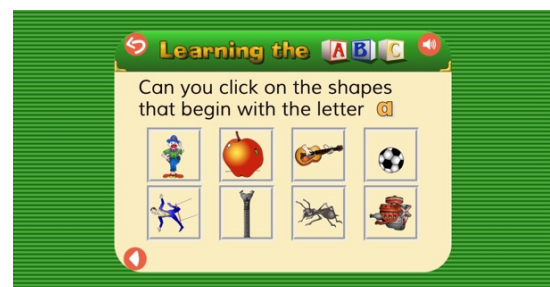 Learning the ABC
Can you click on the shapes
that begin with the letter a